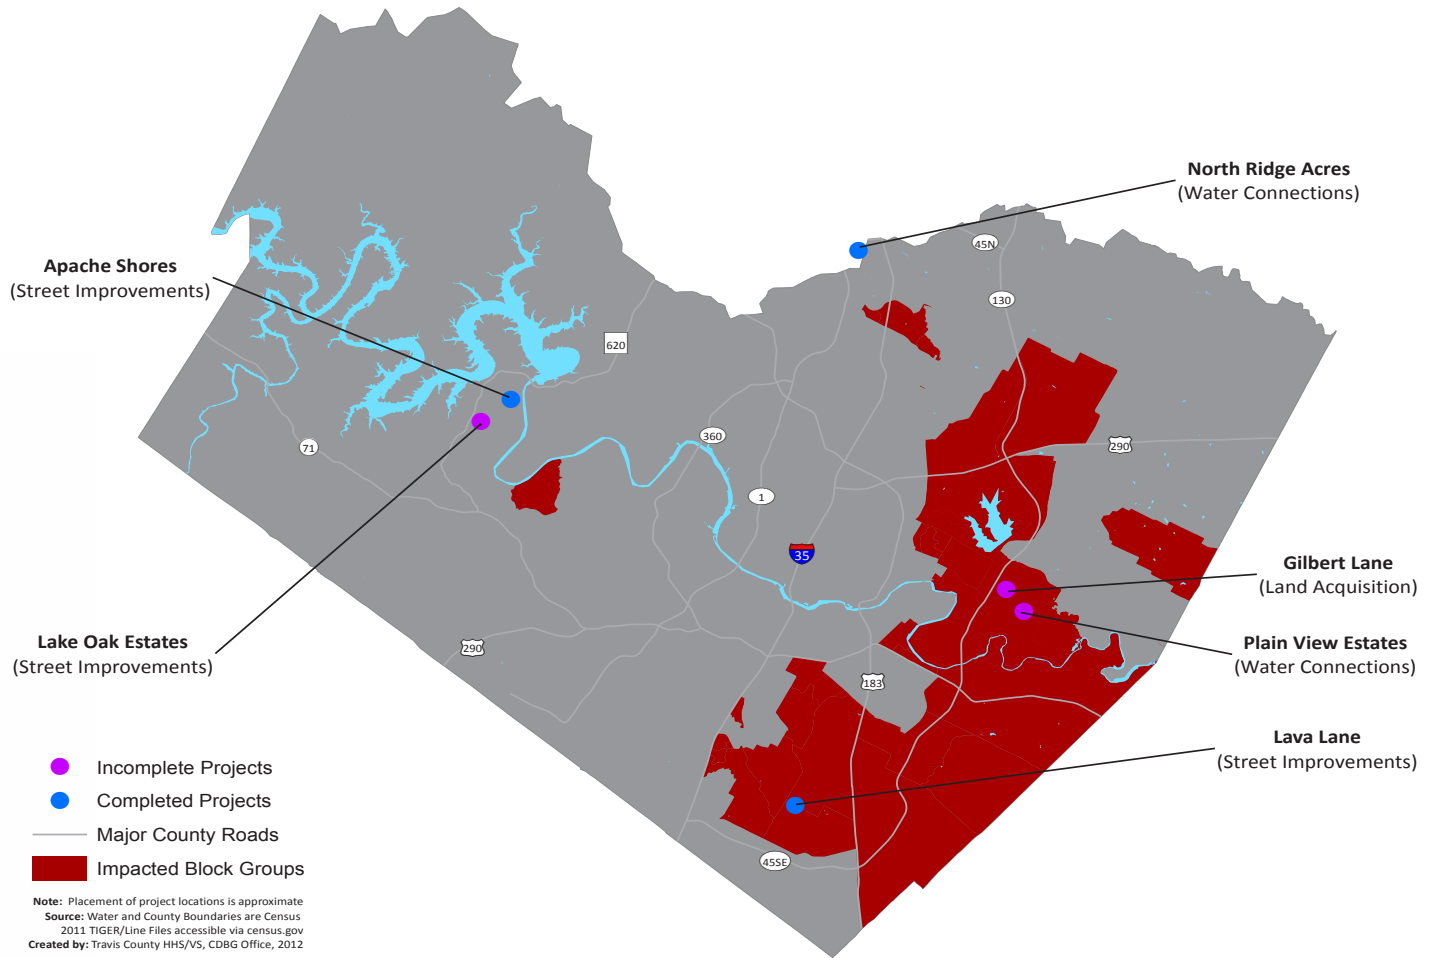 North Ridge Acres
(Water Connections)
45N
Apache Shores
(Street Improvements)
130
620
360
71
290
1
35
Gilbert Lane
(Land Acquisition)
Lake Oak Estates
(Street Improvements)
290
Plain View Estates
(Water Connections)
183
Lava Lane
(Street Improvements)
Incomplete Projects
Completed Projects
Major County Roads
45SE
Impacted Block Groups
Note: Placement of project locations is approximate
Source: Water and County Boundaries are Census
2011 TIGER/Line Files accessible via census.gov
Created by: Travis County HHS/VS, CDBG Office, 2012